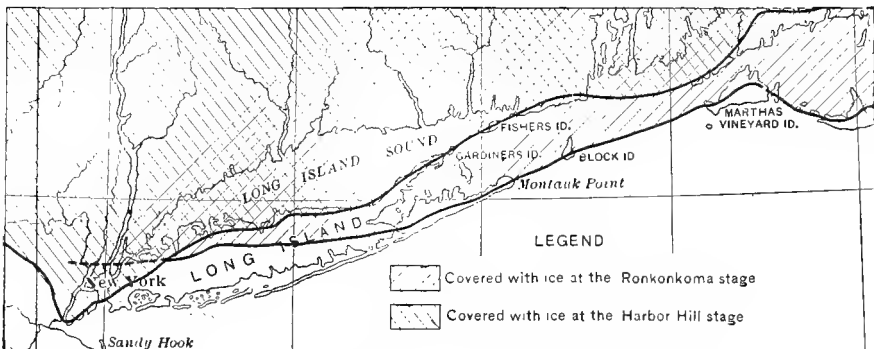 LONG ISLAND SOUND
FISHERS ID.
GARDINERS ID.
BLOCK ID
MARTHAS
VINEYARD ID.
Montauk Point
LONG ISLAND
New York
Sandy Hook
LEGEND
Covered with ice at the Ronkonkoma stage
Covered with ice at the Harbor Hill stage